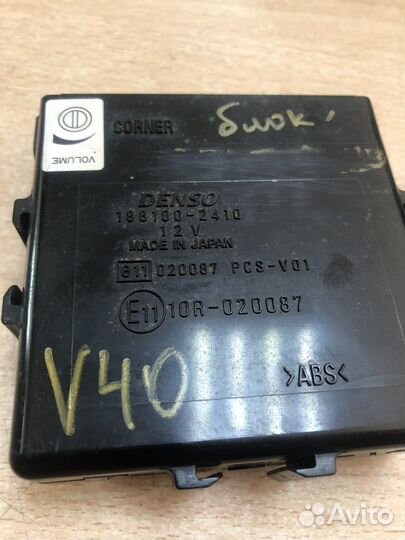 VOLUME
CORNER
блок
DENSO
188100-2410
12V
MADE IN JAPAN
e11 020087 PCS-V01
E11 10R-020087
V40
>ABS<
Avito